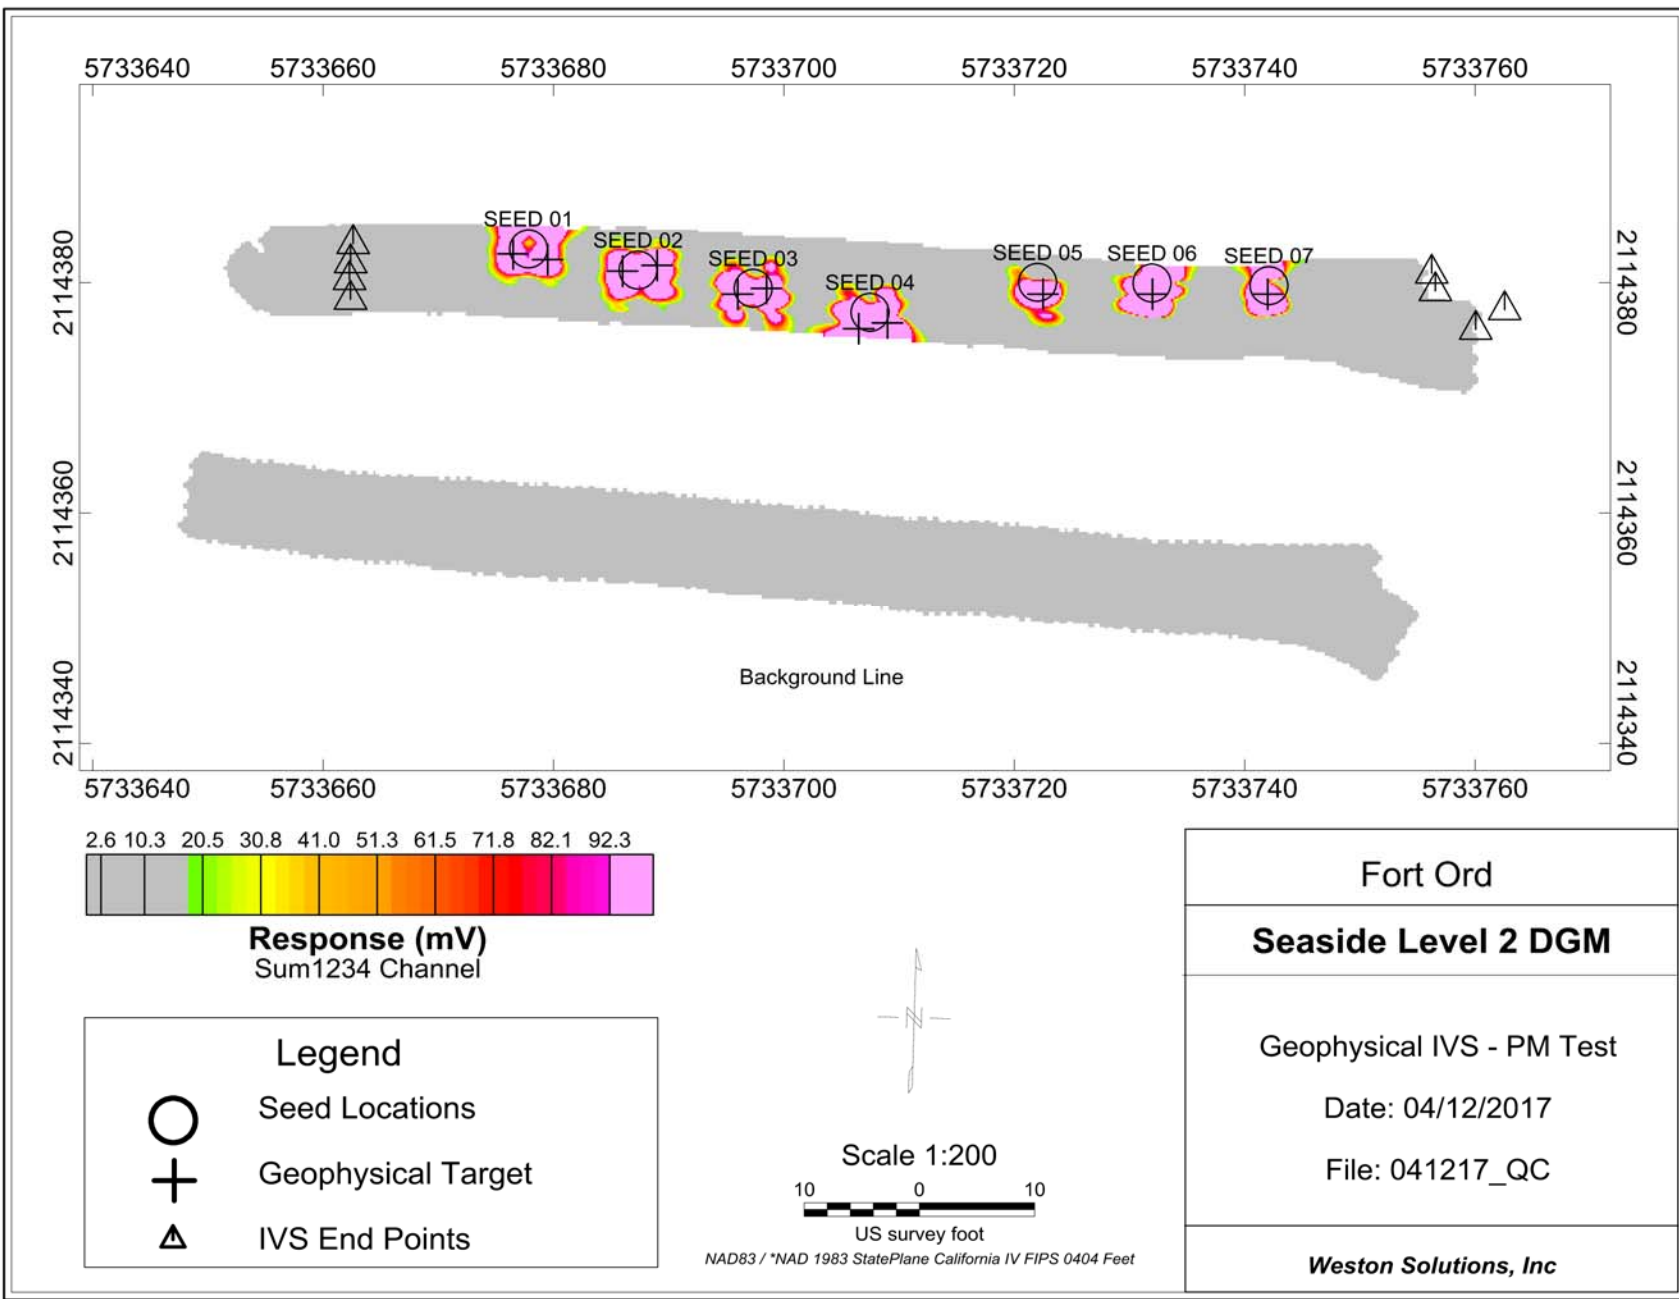 5733640 5733660 5733680 5733700 5733720 5733740 5733760
2114380
2114360
2114340
SEED 01
SEED 02
SEED 03
SEED 04
SEED 05
SEED 06
SEED 07
2114380
2114360
2114340
Background Line
5733640 5733660 5733680 5733700 5733720 5733740 5733760
2.6 10.3 20.5 30.8 41.0 51.3 61.5 71.8 82.1 92.3
Response (mV)
Sum1234 Channel
Legend
Seed Locations
Geophysical Target
IVS End Points
N
Scale 1:200
10 0 10
US survey foot
NAD83 / *NAD 1983 StatePlane California IV FIPS 0404 Feet
Fort Ord
Seaside Level 2 DGM
Geophysical IVS - PM Test
Date: 04/12/2017
File: 041217_QC
Weston Solutions, Inc